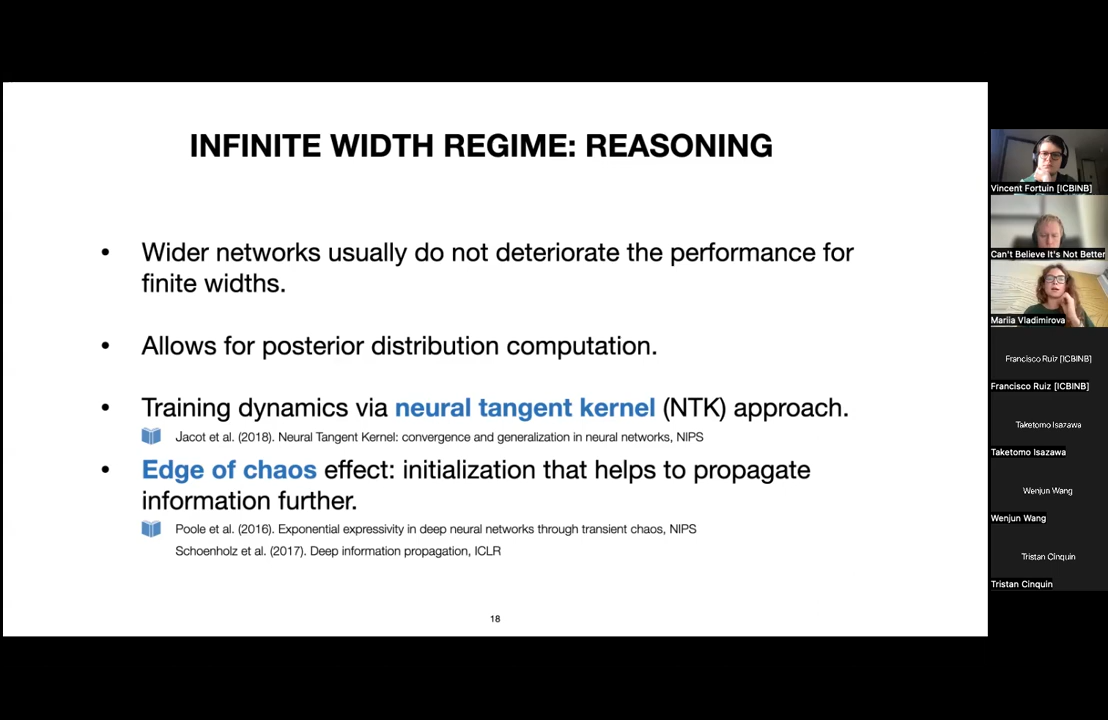 INFINITE WIDTH REGIME: REASONING
• Wider networks usually do not deteriorate the performance for
finite widths.
• Allows for posterior distribution computation.
• Training dynamics via neural tangent kernel (NTK) approach.
Jacot et al. (2018). Neural Tangent Kernel: convergence and generalization in neural networks, NIPS
• Edge of chaos effect: initialization that helps to propagate
information further.
Poole et al. (2016). Exponential expressivity in deep neural networks through transient chaos, NIPS
Schoenholz et al. (2017). Deep information propagation, ICLR
18
Vincent Fortuin [ICBINB]
Can't Believe It's Not Better
Mariia Vladimirova
Francisco Ruiz [ICBINB]
Francisco Ruiz [ICBINB]
Taketomo Isazawa
Taketomo Isazawa
Wenjun Wang
Wenjun Wang
Tristan Cinquin
Tristan Cinquin